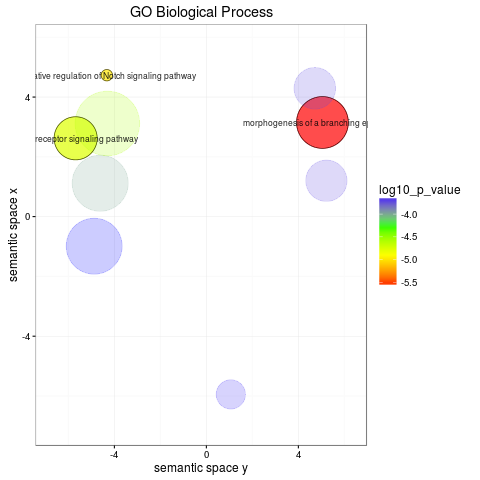 GO Biological Process
ative regulation of Notch signaling pathway
morphogenesis of a branching ep
receptor signaling pathway
4
0
-4
semantic space x
-4
0
4
semantic space y
log10_p_value
-4.0
-4.5
-5.0
-5.5